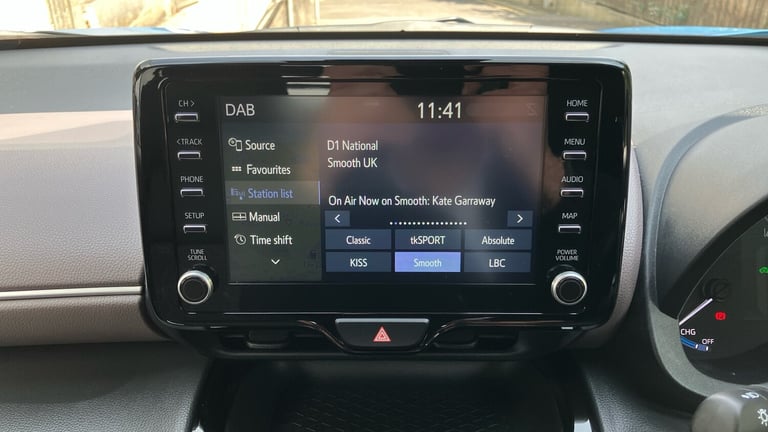 CH >
< TRACK
PHONE
SETUP
TUNE
SCROLL
DAB
11:41
Source
Favourites
Station list
Manual
Time shift
D1 National
Smooth UK
On Air Now on Smooth: Kate Garraway
Classic
tkSPORT
Absolute
KISS
Smooth
LBC
HOME
MENU
AUDIO
MAP
POWER
VOLUME
CHG
OFF